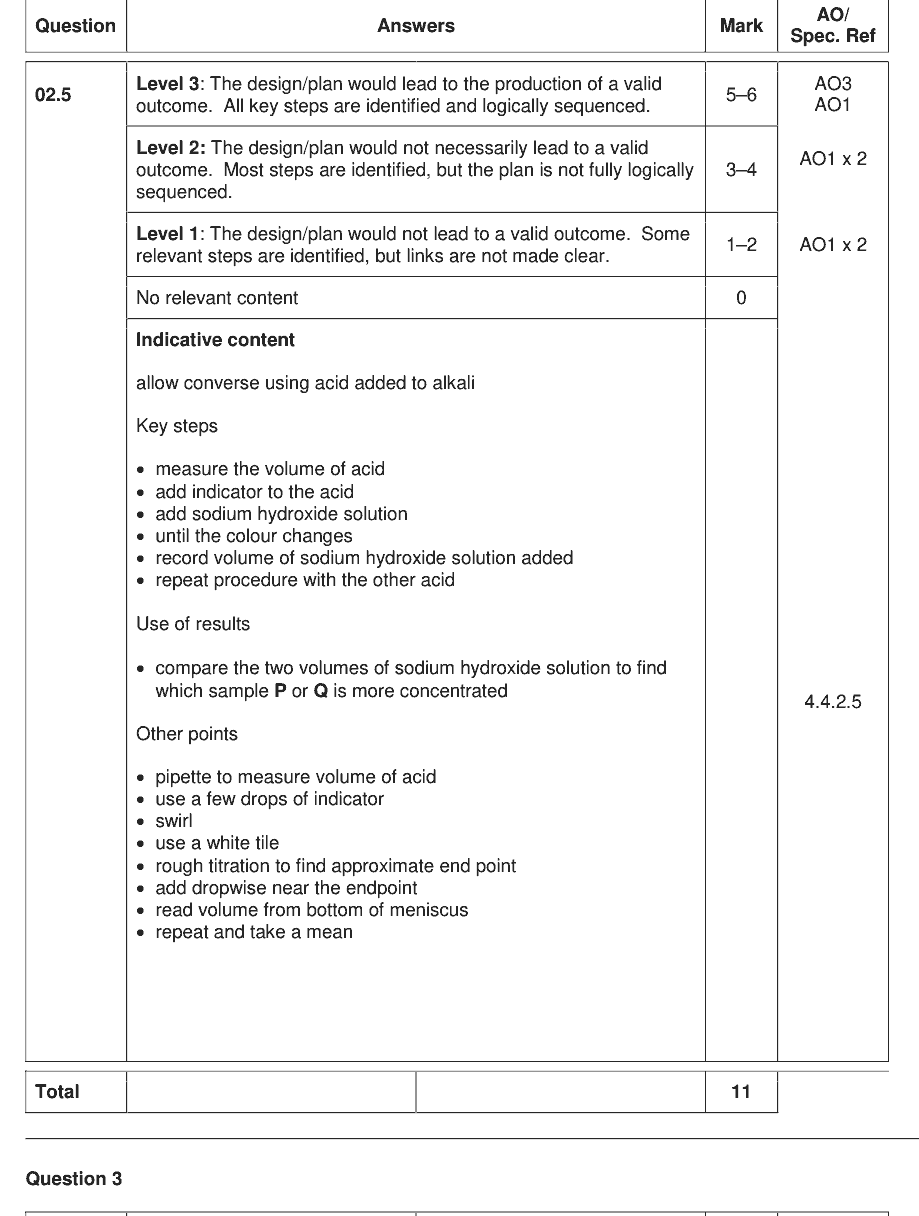 Question Answers Mark AO/
Spec. Ref
02.5 Level 3: The design/plan would lead to the production of a valid
outcome. All key steps are identified and logically sequenced. 5–6 AO3
AO1
Level 2: The design/plan would not necessarily lead to a valid
outcome. Most steps are identified, but the plan is not fully logically
sequenced. 3–4 AO1 x 2
Level 1: The design/plan would not lead to a valid outcome. Some
relevant steps are identified, but links are not made clear. 1–2 AO1 x 2
No relevant content 0
Indicative content
allow converse using acid added to alkali
Key steps
• measure the volume of acid
• add indicator to the acid
• add sodium hydroxide solution
• until the colour changes
• record volume of sodium hydroxide solution added
• repeat procedure with the other acid
Use of results
• compare the two volumes of sodium hydroxide solution to find
which sample P or Q is more concentrated
4.4.2.5
Other points
• pipette to measure volume of acid
• use a few drops of indicator
• swirl
• use a white tile
• rough titration to find approximate end point
• add dropwise near the endpoint
• read volume from bottom of meniscus
• repeat and take a mean
Total 11
Question 3